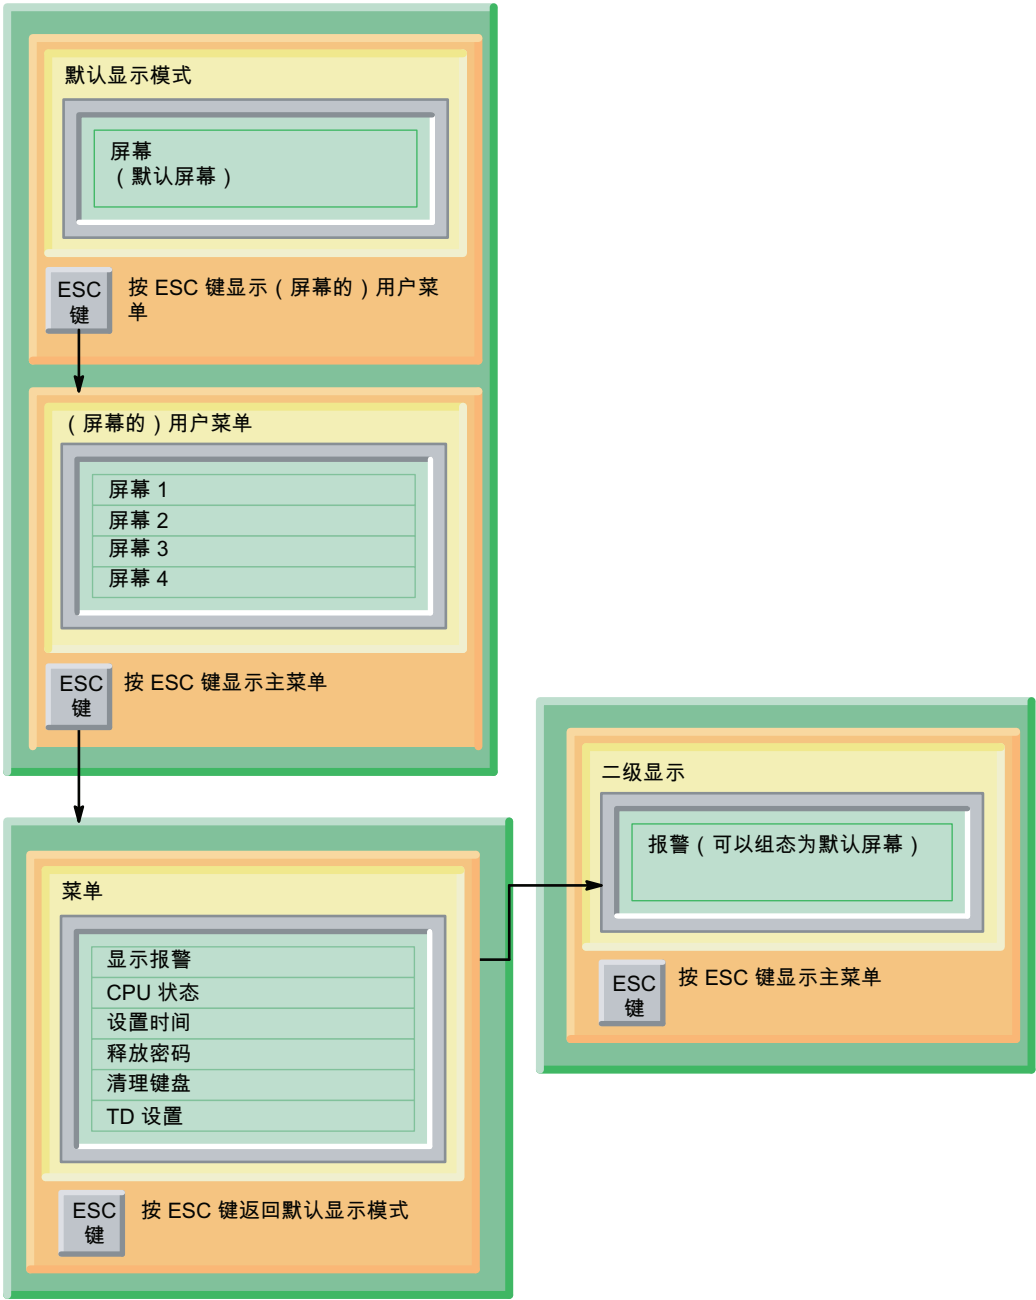 默认显示模式
屏幕
（默认屏幕）
ESC
键
按 ESC 键显示（屏幕的）用户菜
单
（屏幕的）用户菜单
屏幕 1
屏幕 2
屏幕 3
屏幕 4
ESC
键
按 ESC 键显示主菜单
菜单
显示报警
CPU 状态
设置时间
释放密码
清理键盘
TD 设置
ESC
键
按 ESC 键返回默认显示模式
二级显示
报警（可以组态为默认屏幕）
ESC
键
按 ESC 键显示主菜单